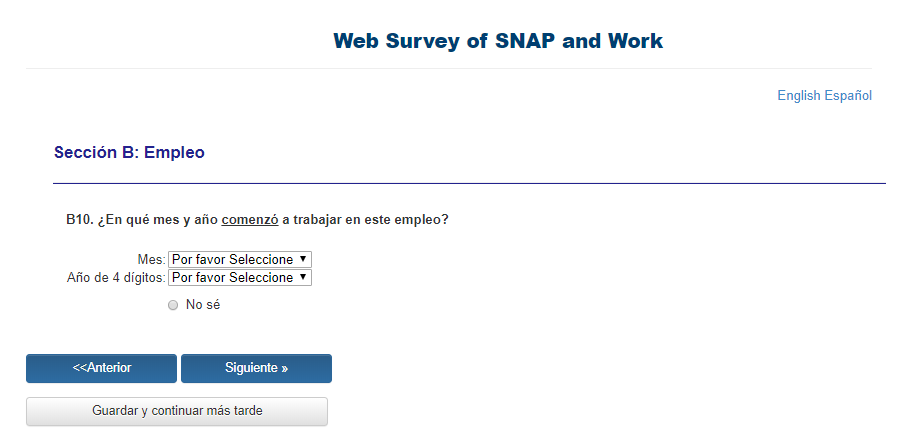 Web Survey of SNAP and Work
English Español
Sección B: Empleo
B10. ¿En qué mes y año comenzó a trabajar en este empleo?
Mes: Por favor Seleccione
Año de 4 dígitos: Por favor Seleccione
No sé
<<Anterior Siguiente »
Guardar y continuar más tarde